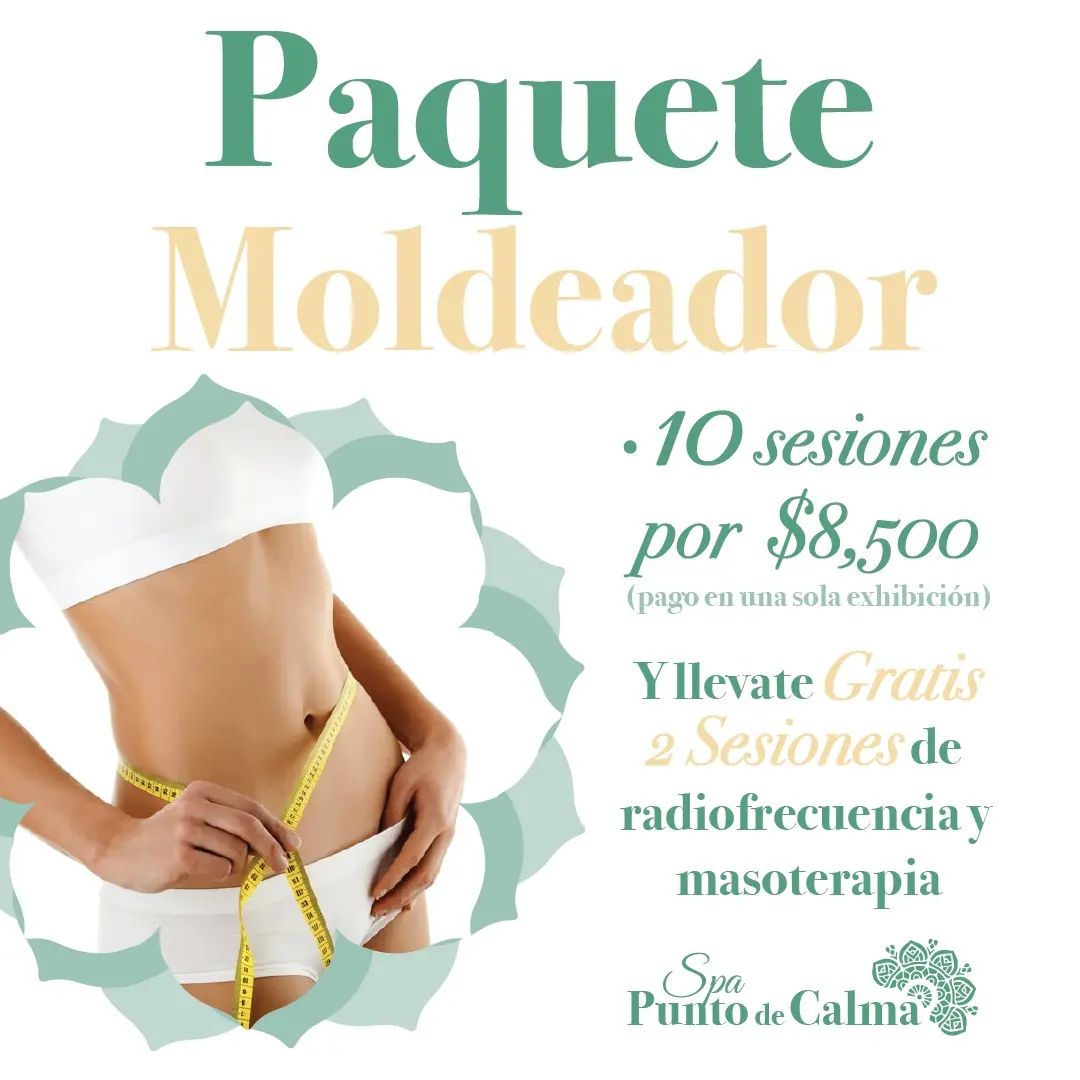 Paquete
Moldeador
• 10 sesiones
por $8,500
(pago en una sola exhibición)
Y llevate Gratis
2 Sesiones de
radiofrecuencia y
masoterapia
Spa
Punto de Calma